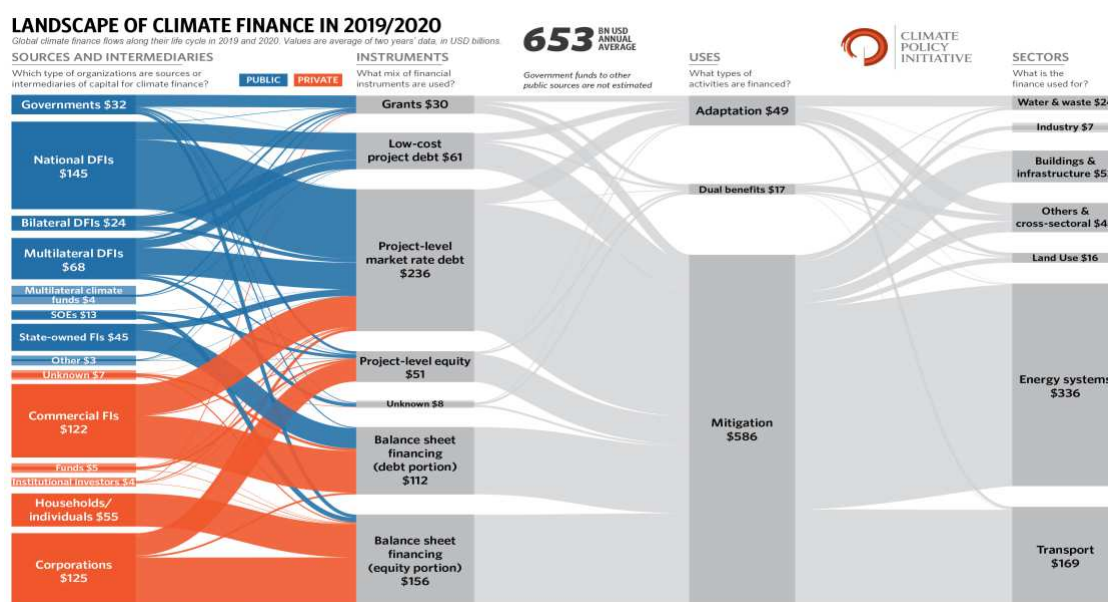 LANDSCAPE OF CLIMATE FINANCE IN 2019/2020
Global climate finance flows along their life cycle in 2019 and 2020. Values are average of two years' data, in USD billions.
653 BN USD
ANNUAL
AVERAGE
Government funds to other
public sources are not estimated
CLIMATE
POLICY
INITIATIVE
SOURCES AND INTERMEDIARIES
Which type of organizations are sources or
intermediaries of capital for climate finance?
PUBLIC
PRIVATE
Governments $32
National DFIs
$145
Bilateral DFIs $24
Multilateral DFIs
$68
Multilateral climate
funds $4
SOEs $13
State-owned FIs $45
Other $3
Unknown $7
Commercial FIs
$122
Funds $5
Institutional investors $4
Households/
individuals $55
Corporations
$125
INSTRUMENTS
What mix of financial
instruments are used?
Grants $30
Low-cost
project debt $61
Project-level
market rate debt
$236
Project-level equity
$51
Unknown $8
Balance sheet
financing
(debt portion)
$112
Balance sheet
financing
(equity portion)
$156
USES
What types of
activities are financed?
Adaptation $49
Dual benefits $17
Mitigation
$586
SECTORS
What is the
finance used for?
Water & waste
Industry $7
Buildings &
infrastructure
Others &
cross-sectoral
Land Use $16
Energy systems
$336
Transport
$169